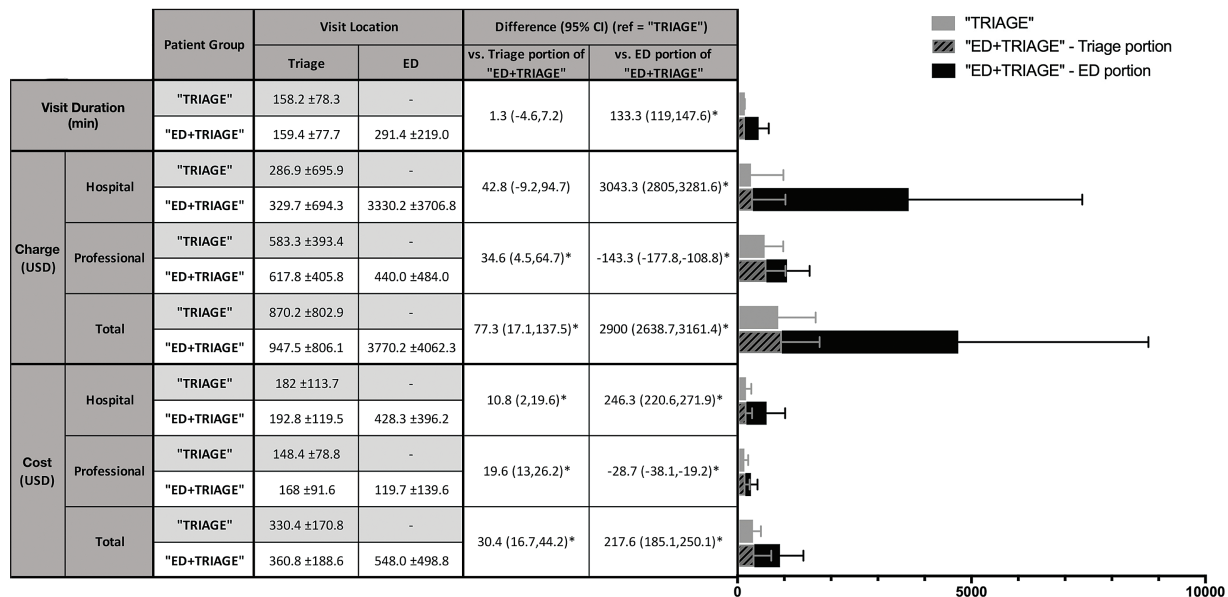 Patient Group
Visit Location
Difference (95% CI) (ref = "TRIAGE")
Triage
ED
vs. Triage portion of
"ED+TRIAGE"
vs. ED portion of
"ED+TRIAGE"
Visit Duration
(min)
"TRIAGE" 158.2 ±78.3 -
"ED+TRIAGE" 159.4 ±77.7 291.4 ±219.0
1.3 (-4.6,7.2) 133.3 (119,147.6)*
Charge
(USD)
Hospital
"TRIAGE" 286.9 ±695.9 -
"ED+TRIAGE" 329.7 ±694.3 3330.2 ±3706.8
42.8 (-9.2,94.7) 3043.3 (2805,3281.6)*
Professional
"TRIAGE" 583.3 ±393.4 -
"ED+TRIAGE" 617.8 ±405.8 440.0 ±484.0
34.6 (4.5,64.7)* -143.3 (-177.8,-108.8)*
Total
"TRIAGE" 870.2 ±802.9 -
"ED+TRIAGE" 947.5 ±806.1 3770.2 ±4062.3
77.3 (17.1,137.5)* 2900 (2638.7,3161.4)*
Cost
(USD)
Hospital
"TRIAGE" 182 ±113.7 -
"ED+TRIAGE" 192.8 ±119.5 428.3 ±396.2
10.8 (2,19.6)* 246.3 (220.6,271.9)*
Professional
"TRIAGE" 148.4 ±78.8 -
"ED+TRIAGE" 168 ±91.6 119.7 ±139.6
19.6 (13,26.2)* -28.7 (-38.1,-19.2)*
Total
"TRIAGE" 330.4 ±170.8 -
"ED+TRIAGE" 360.8 ±188.6 548.0 ±498.8
30.4 (16.7,44.2)* 217.6 (185.1,250.1)*
"TRIAGE"
"ED+TRIAGE" - Triage portion
"ED+TRIAGE" - ED portion
0 5000 10000